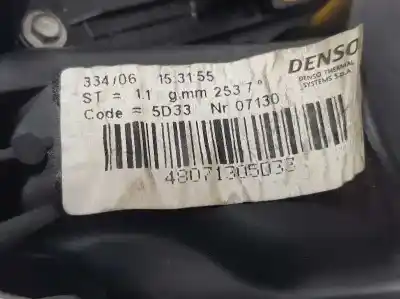 334/06 15.31.55
DENSO
DENSO THERMAL
SYSTEMS S.p.A.
ST = 1.1 g.mm 253 7°
Code = 5D33 Nr 07130
48071305D33